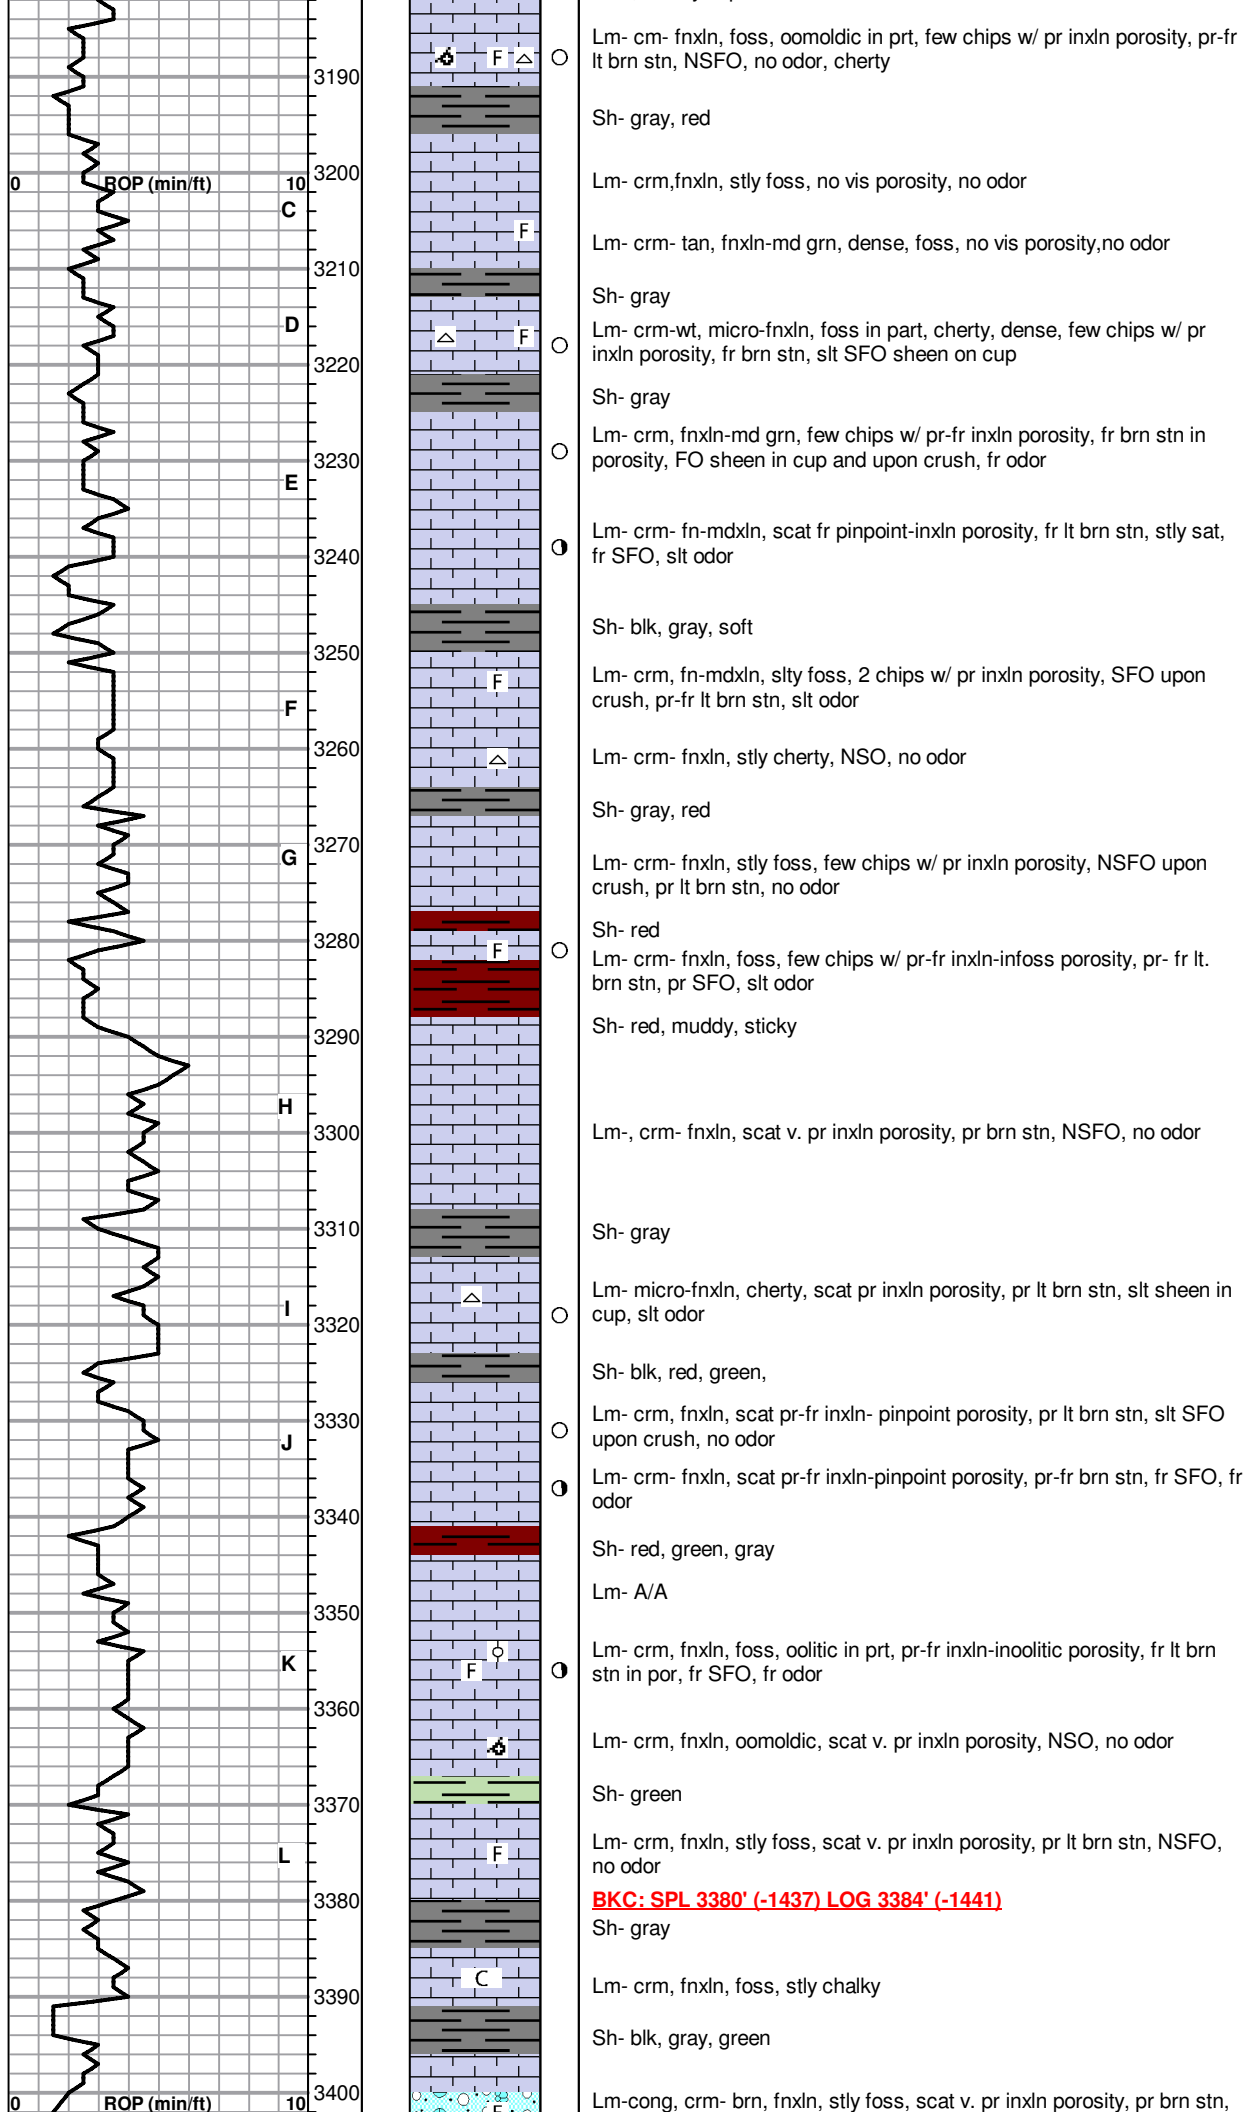 Lm- cm- fnxln, foss, oomoldic in prt, few chips w/ pr inxln porosity, pr-fr
lt brn stn, NSFO, no odor, cherty
F
3190
Sh- gray, red
3200
0 ROP (min/ft) 10
Lm- crm,fnxln, stly foss, no vis porosity, no odor
C
F
Lm- crm- tan, fnxln-md grn, dense, foss, no vis porosity,no odor
3210
Sh- gray
D
F
Lm- crm-wt, micro-fnxln, foss in part, cherty, dense, few chips w/ pr
inxln porosity, fr brn stn, slt SFO sheen on cup
3220
Sh- gray
Lm- crm, fnxln-md grn, few chips w/ pr-fr inxln porosity, fr brn stn in
porosity, FO sheen in cup and upon crush, fr odor
3230
E
Lm- crm- fn-mdxln, scat fr pinpoint-inxln porosity, fr lt brn stn, stly sat,
fr SFO, slt odor
3240
Sh- blk, gray, soft
3250
Lm- crm, fn-mdxln, slty foss, 2 chips w/ pr inxln porosity, SFO upon
crush, pr-fr lt brn stn, slt odor
F
F
3260
Lm- crm- fnxln, stly cherty, NSO, no odor
Sh- gray, red
3270
G
Lm- crm- fnxln, stly foss, few chips w/ pr inxln porosity, NSFO upon
crush, pr lt brn stn, no odor
Sh- red
3280
F
Lm- crm- fnxln, foss, few chips w/ pr-fr inxln-infoss porosity, pr- fr lt.
brn stn, pr SFO, slt odor
Sh- red, muddy, sticky
3290
H
3300
Lm-, crm- fnxln, scat v. pr inxln porosity, pr brn stn, NSFO, no odor
3310
Sh- gray
Lm- micro-fnxln, cherty, scat pr inxln porosity, pr lt brn stn, slt sheen in
cup, slt odor
I
3320
Sh- blk, red, green,
3330
Lm- crm, fnxln, scat pr-fr inxln- pinpoint porosity, pr lt brn stn, slt SFO
upon crush, no odor
J
Lm- crm- fnxln, scat pr-fr inxln-pinpoint porosity, pr-fr brn stn, fr SFO, fr
odor
3340
Sh- red, green, gray
Lm- A/A
3350
Lm- crm, fnxln, foss, oolitic in prt, pr-fr inxln-inoolitic porosity, fr lt brn
stn in por, fr SFO, fr odor
K
F
3360
Lm- crm, fnxln, oomoldic, scat v. pr inxln porosity, NSO, no odor
Sh- green
3370
Lm- crm, fnxln, stly foss, scat v. pr inxln porosity, pr lt brn stn, NSFO,
no odor
L
F
3380
BKC: SPL 3380' (-1437) LOG 3384' (-1441)
Sh- gray
C
Lm- crm, fnxln, foss, stly chalky
3390
Sh- blk, gray, green
3400
0 ROP (min/ft) 10
Lm-cong, crm- brn, fnxln, stly foss, scat v. pr inxln porosity, pr brn stn,